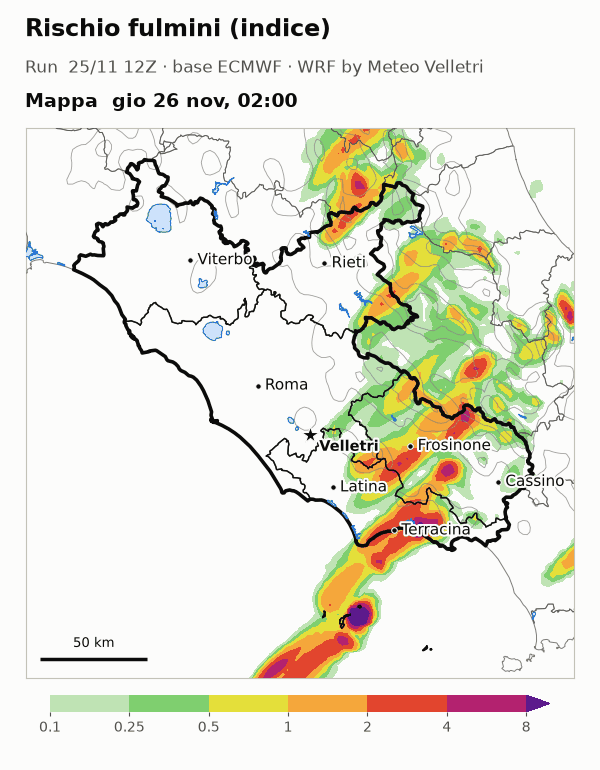 Rischio fulmini (indice)
Run  25/11 12Z · base ECMWF · WRF by Meteo Velletri
Mappa  gio 26 nov, 02:00
Viterbo
Rieti
Roma
Velletri
Frosinone
Latina
Cassino
Terracina
50 km
0.1 0.25 0.5 1 2 4 8